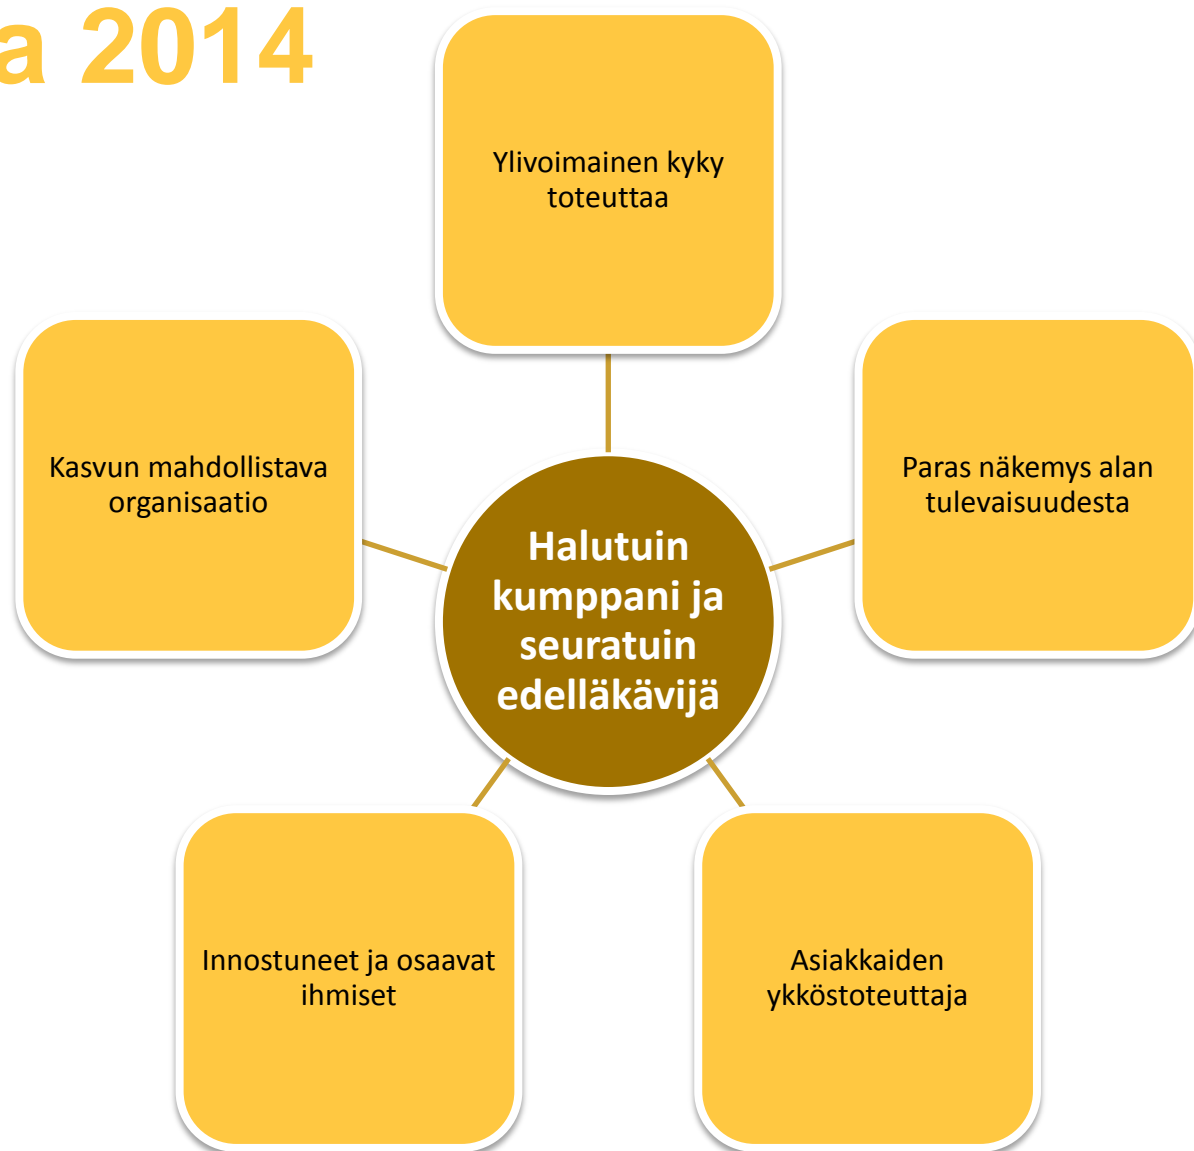 a 2014
Ylivoimainen kyky
toteuttaa
Kasvun mahdollistava
organisaatio
Paras näkemys alan
tulevaisuudesta
Halutuin
kumppani ja
seuratuin
edelläkävijä
Innostuneet ja osaavat
ihmiset
Asiakkaiden
ykköstoteuttaja